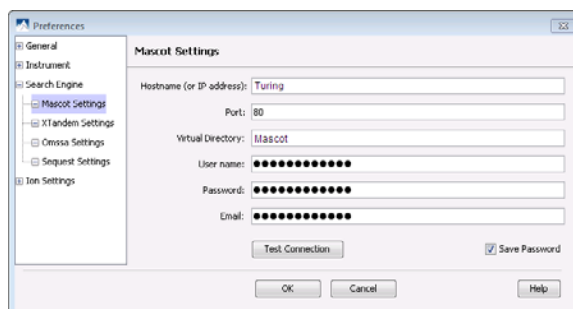 Preferences
General
Instrument
Search Engine
Mascot Settings
XTandem Settings
Omssa Settings
Sequest Settings
Ion Settings
Mascot Settings
Hostname (or IP address): Turing
Port: 80
Virtual Directory: Mascot
User name: ●●●●●●●●●●●●
Password: ●●●●●●●●●●●●
Email: ●●●●●●●●●●●●
Test Connection Save Password
OK Cancel Help